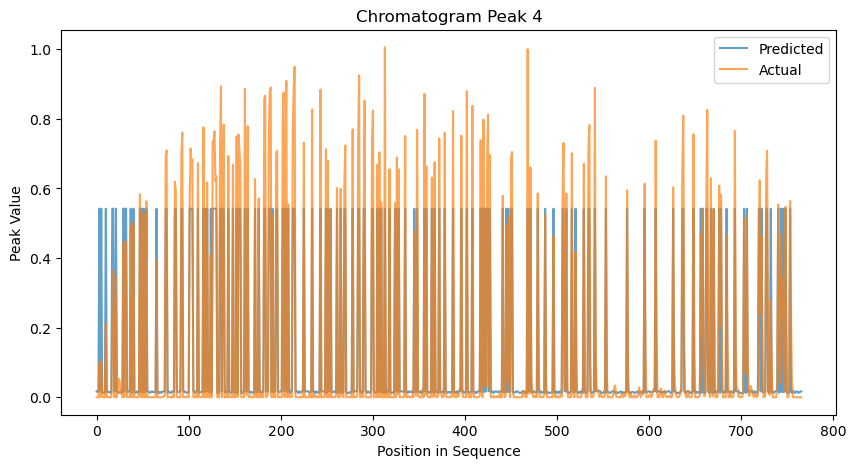 Chromatogram Peak 4
Predicted
Actual
Peak Value
1.0
0.8
0.6
0.4
0.2
0.0
0 100 200 300 400 500 600 700 800
Position in Sequence